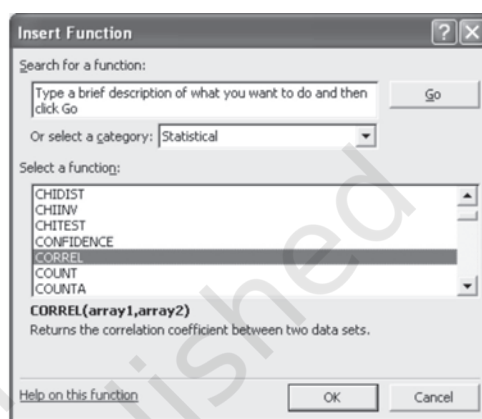 Insert Function
Search for a function:
Type a brief description of what you want to do and then
click Go
Go
Or select a category: Statistical
Select a function:
CHIDIST
CHIINV
CHITEST
CONFIDENCE
CORREL
COUNT
COUNTA
CORREL(array1,array2)
Returns the correlation coefficient between two data sets.
Help on this function
OK
Cancel